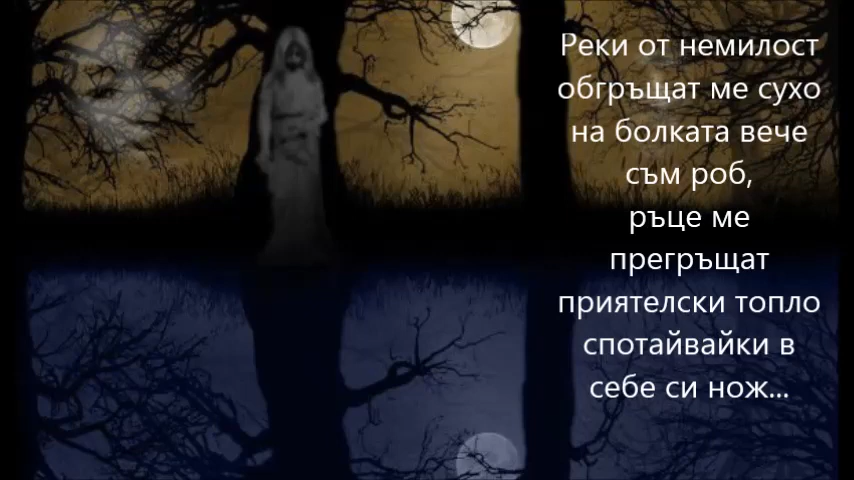 Реки от немилост
обгръщат ме сухо
на болката вече
съм роб,
ръце ме
прегръщат
приятелски топло
спотайвайки в
себе си нож...